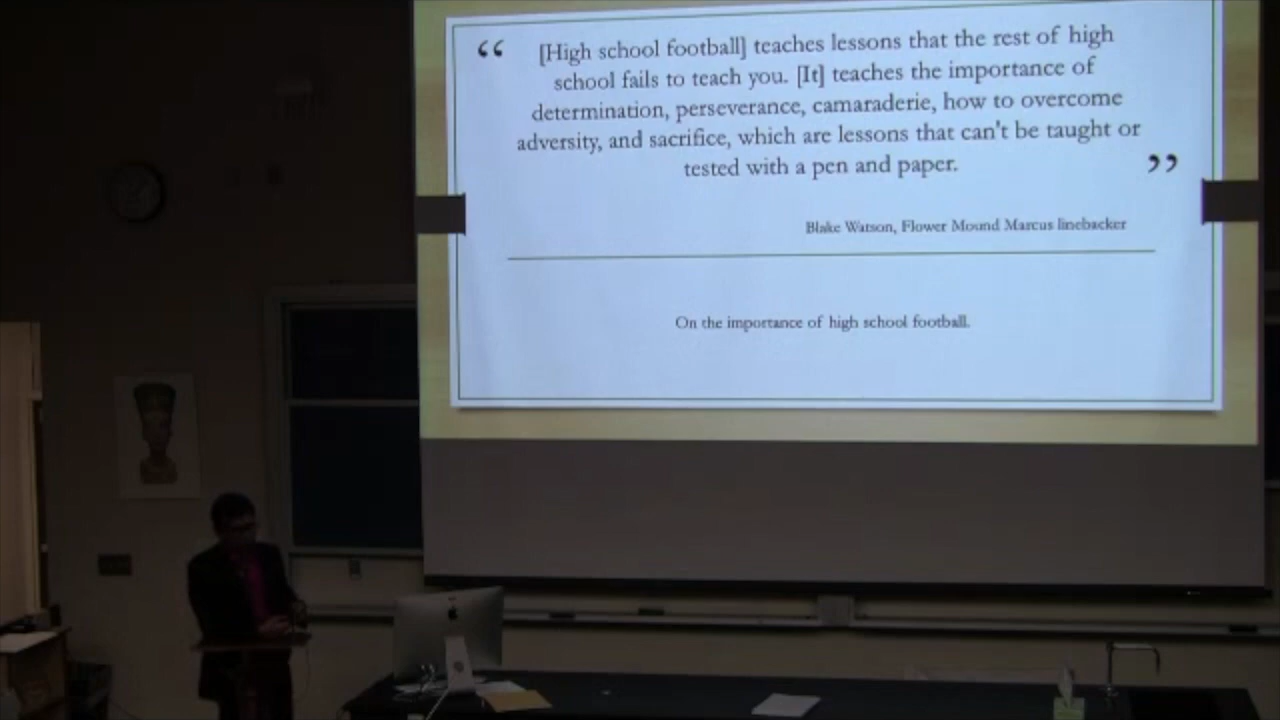 “ [High school football] teaches lessons that the rest of high
school fails to teach you. [It] teaches the importance of
determination, perseverance, camaraderie, how to overcome
adversity, and sacrifice, which are lessons that can't be taught or
tested with a pen and paper. ”
Blake Watson, Flower Mound Marcus linebacker
On the importance of high school football.